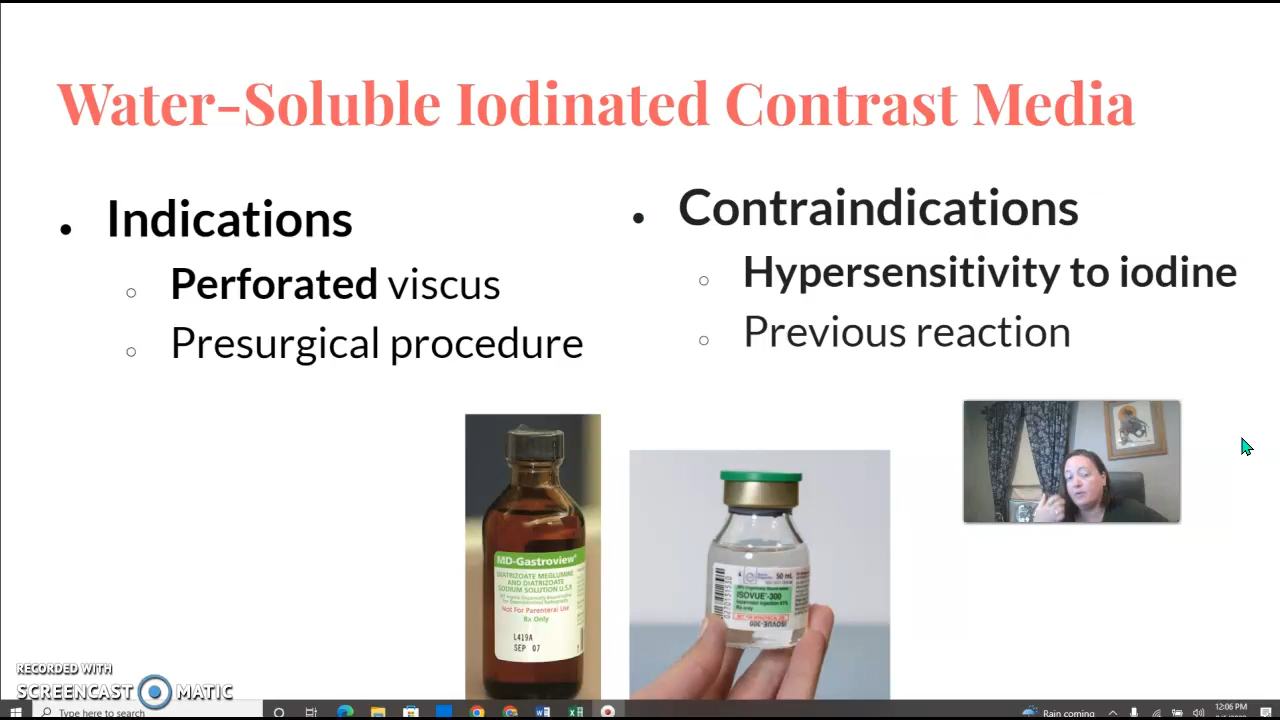 Water-Soluble Iodinated Contrast Media
• Indications
○ Perforated viscus
○ Presurgical procedure
• Contraindications
○ Hypersensitivity to iodine
○ Previous reaction
MD-Gastroview®
DIATRIZOATE MEGLUMINE
AND DIATRIZOATE
SODIUM SOLUTION U.S.P.
Not For Parenteral Use
Rx Only
L419A
SEP 07
50 mL
ISOVUE®-300
Rx only
ISOVUE-300
RECORDED WITH
SCREENCAST MATIC
Type here to search
Rain coming
12:06 PM